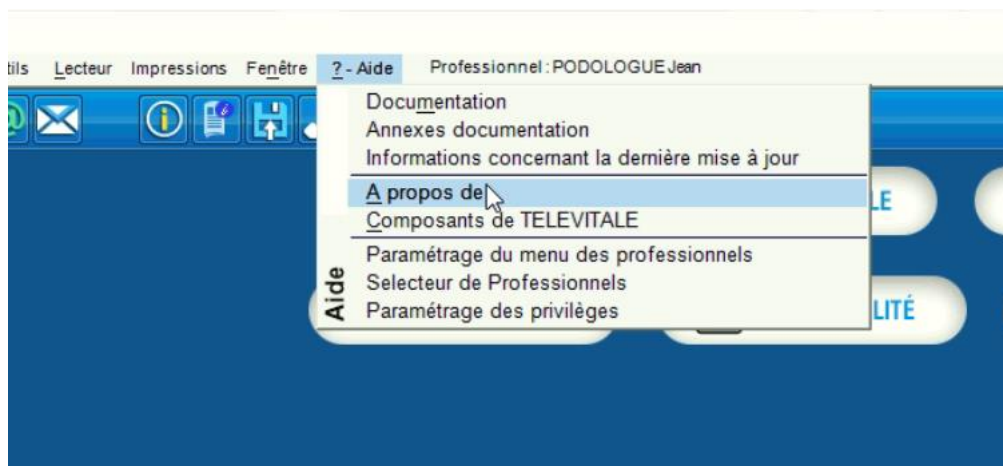 tils Lecteur Impressions Fenêtre ? - Aide Professionnel : PODOLOGUE Jean
@
Documentation
Annexes documentation
Informations concernant la dernière mise à jour
A propos de
LE
Composants de TELEVITALE
Paramétrage du menu des professionnels
Selecteur de Professionnels
Paramétrage des privilèges
LITÉ
Aide